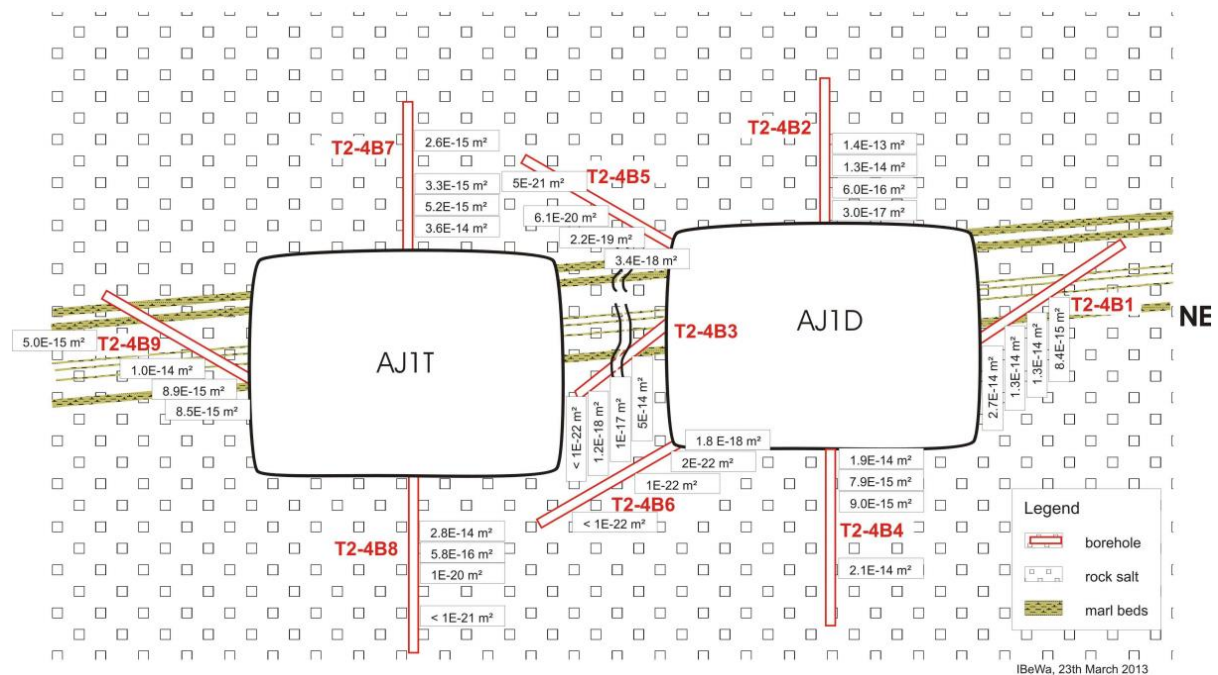 T2-4B7
2.6E-15 m²
3.3E-15 m²
5.2E-15 m²
3.6E-14 m²
T2-4B5
5E-21 m²
6.1E-20 m²
2.2E-19 m²
3.4E-18 m²
T2-4B2
1.4E-13 m²
1.3E-14 m²
6.0E-16 m²
3.0E-17 m²
T2-4B9
5.0E-15 m²
1.0E-14 m²
8.9E-15 m²
8.5E-15 m²
AJ1T
T2-4B3
< 1E-22 m²
1.2E-18 m²
1E-17 m²
5E-14 m²
AJ1D
T2-4B1
2.7E-14 m²
1.3E-14 m²
1.3E-14 m²
8.4E-15 m²
NE
T2-4B8
2.8E-14 m²
5.8E-16 m²
1E-20 m²
< 1E-21 m²
1.8 E-18 m²
2E-22 m²
1E-22 m²
T2-4B6
< 1E-22 m²
1.9E-14 m²
7.9E-15 m²
9.0E-15 m²
T2-4B4
2.1E-14 m²
Legend
borehole
rock salt
marl beds
IBeWa, 23th March 2013